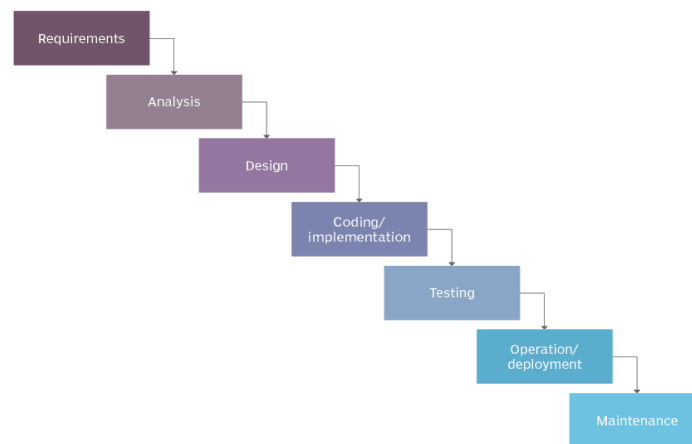 Requirements
Analysis
Design
Coding/
implementation
Testing
Operation/
deployment
Maintenance